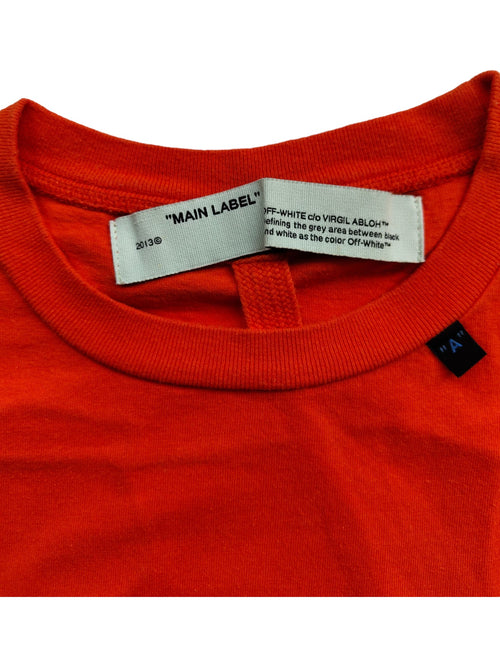 "MAIN LABEL"
2013©
OFF-WHITE c/o VIRGIL ABLOH™
defining the grey area between black
and white as the color Off-White™
"A"